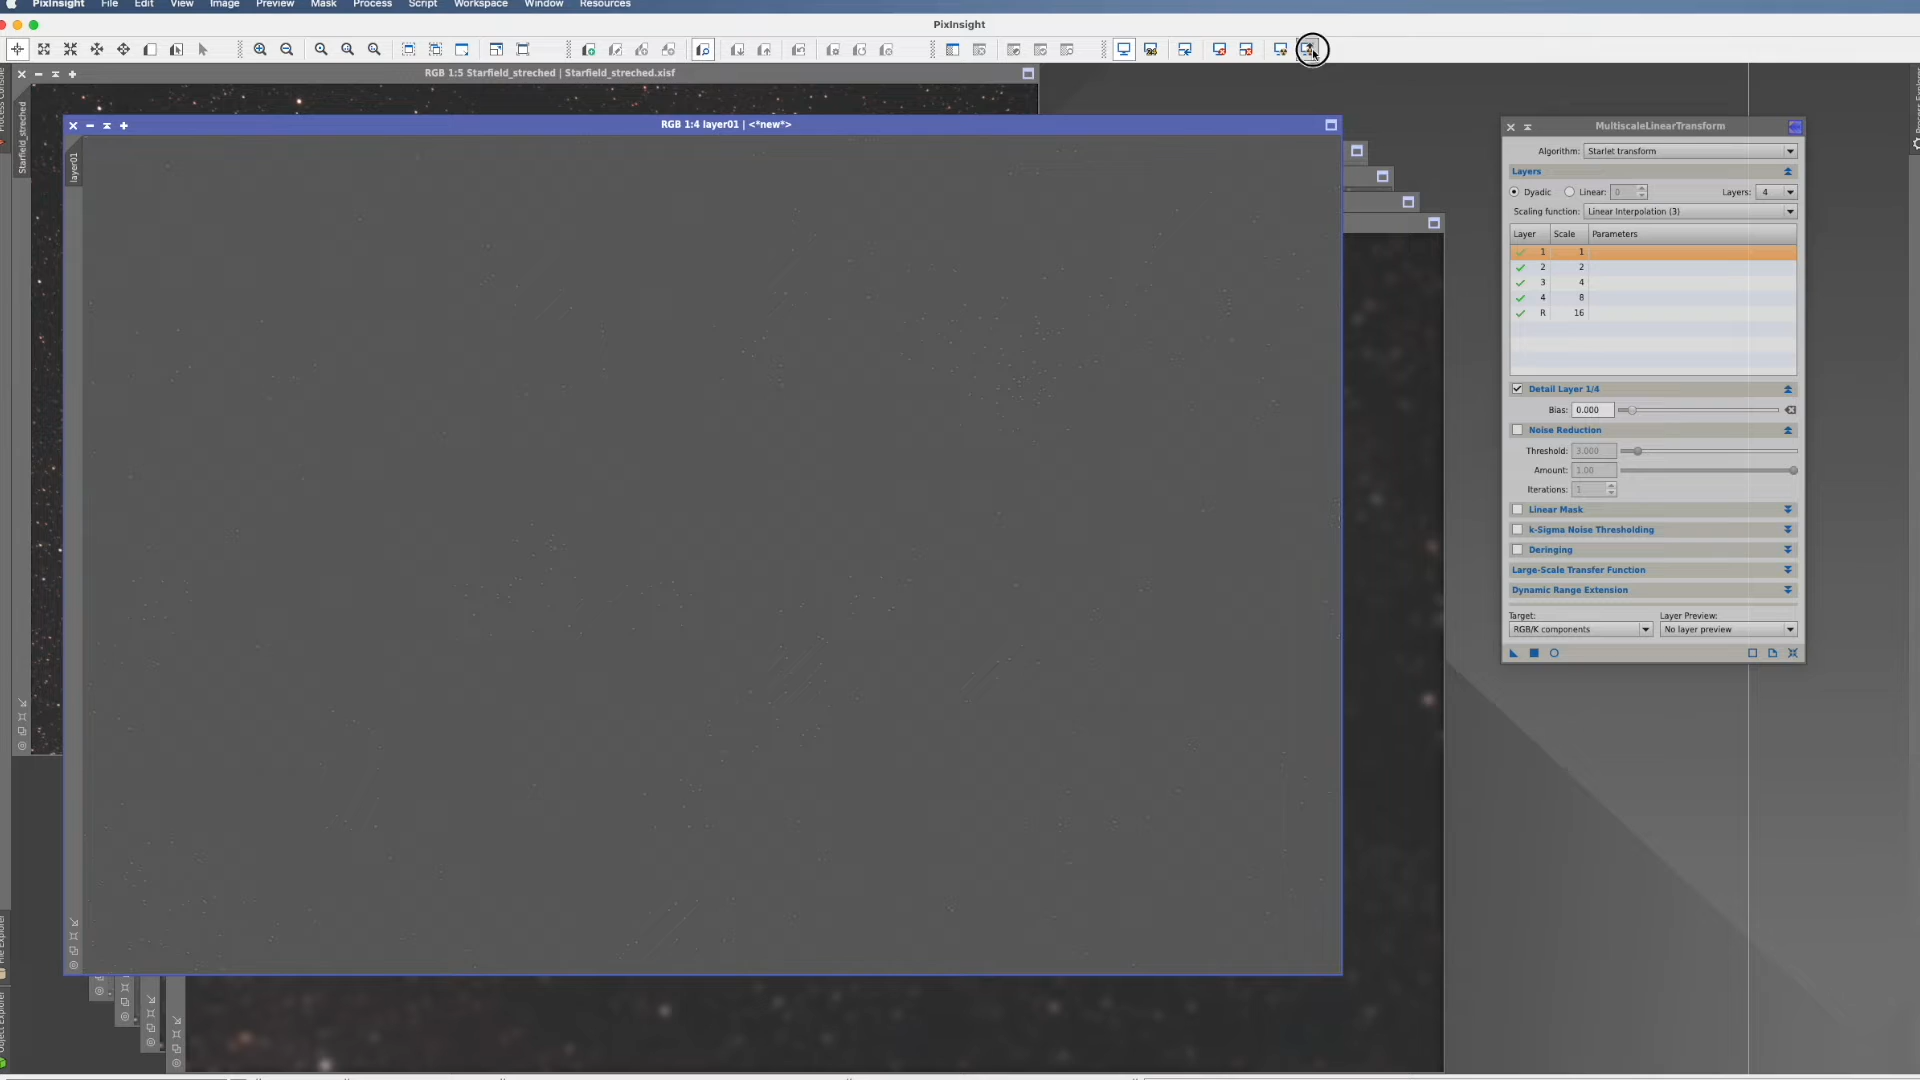 PixInsight File Edit View Image Preview Mask Process Script Workspace Window Resources
PixInsight
RGB 1:5 Starfield_streched | Starfield_streched.xisf
Starfield_streched
RGB 1:4 layer01 | <*new*>
layer01
MultiscaleLinearTransform
Algorithm: Starlet transform
Layers
Dyadic Linear: 0 Layers: 4
Scaling function: Linear Interpolation (3)
Layer Scale Parameters
1 1
2 2
3 4
4 8
R 16
Detail Layer 1/4
Bias: 0.000
Noise Reduction
Threshold: 3.000
Amount: 1.00
Iterations: 1
Linear Mask
k-Sigma Noise Thresholding
Deringing
Large-Scale Transfer Function
Dynamic Range Extension
Target: Layer Preview:
RGB/K components No layer preview